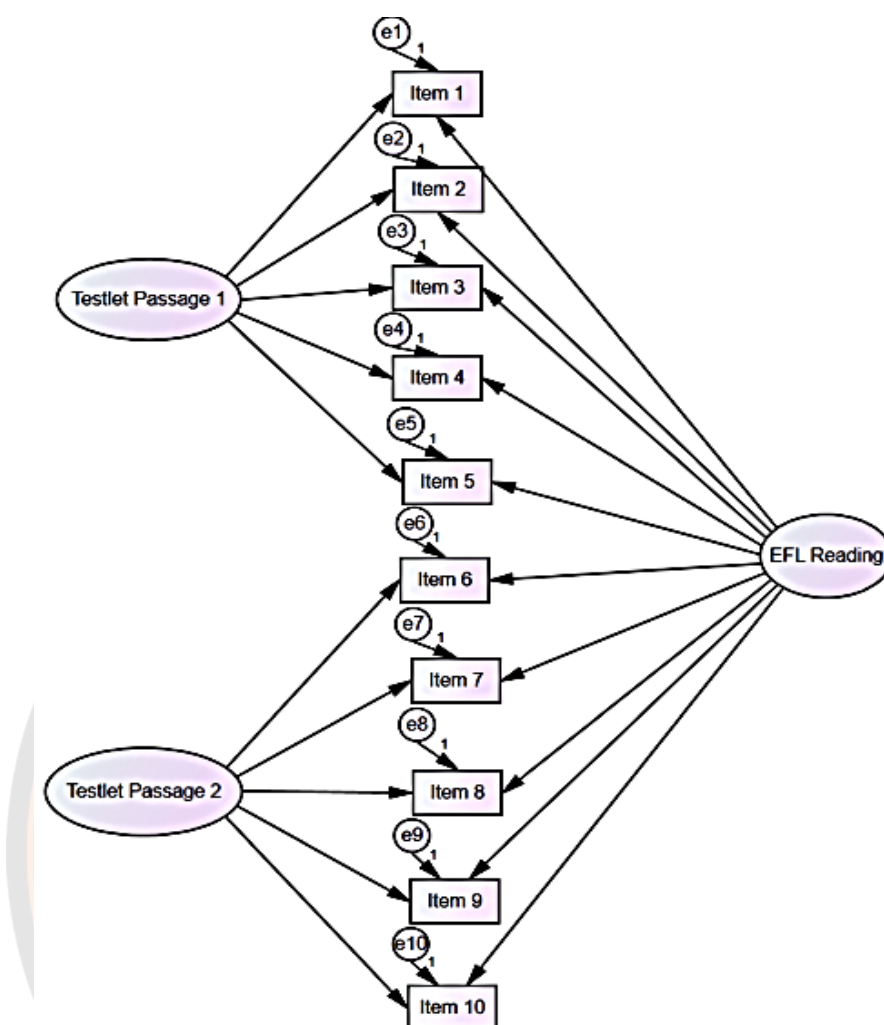 e1
1
Item 1
e2
1
Item 2
e3
1
Item 3
Testlet Passage 1
e4
1
Item 4
e5
1
Item 5
e6
1
EFL Reading
Item 6
e7
1
Item 7
e8
1
Testlet Passage 2
Item 8
e9
1
Item 9
e10
1
Item 10